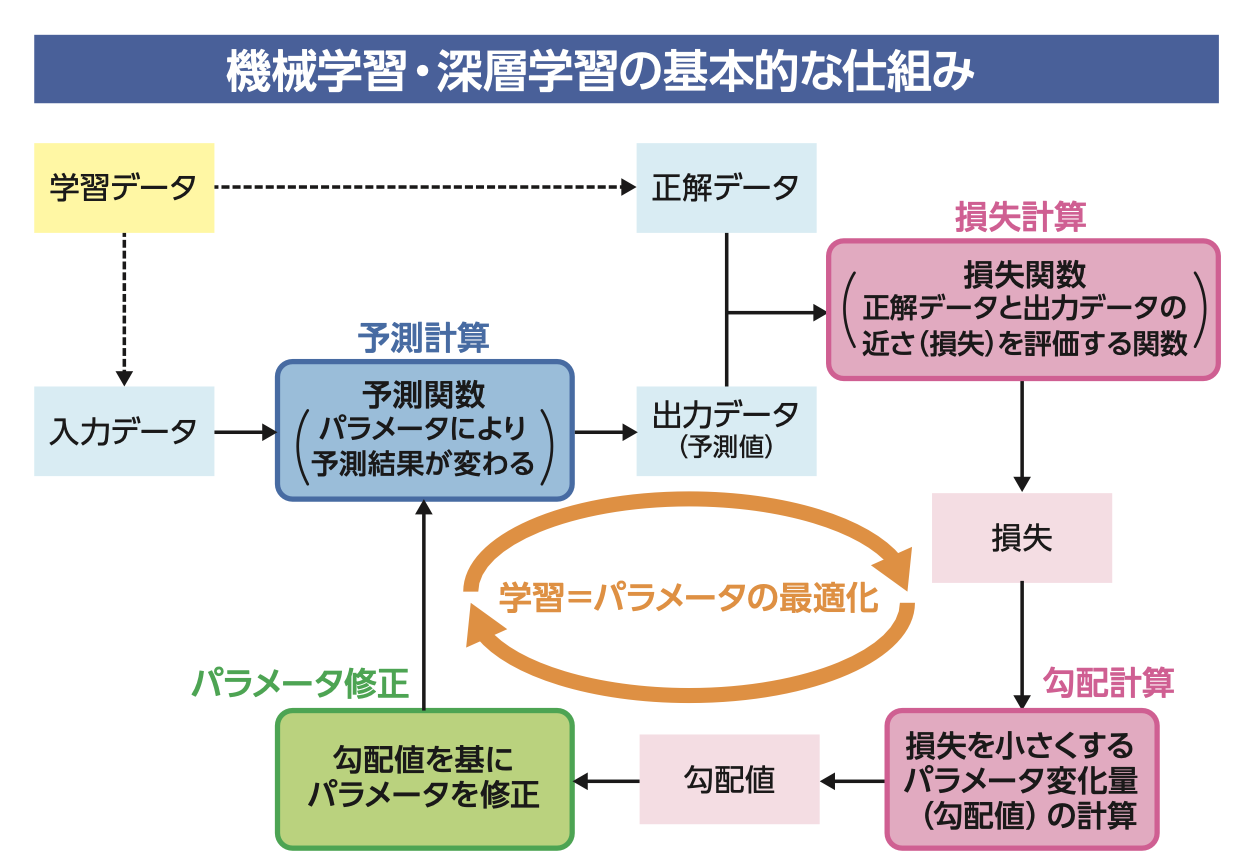 機械学習・深層学習の基本的な仕組み
学習データ
正解データ
損失計算
損失関数
正解データと出力データの
近さ(損失)を評価する関数
予測計算
予測関数
パラメータにより
予測結果が変わる
入力データ
出力データ
(予測値)
損失
学習=パラメータの最適化
パラメータ修正
勾配計算
勾配値を基に
パラメータを修正
勾配値
損失を小さくする
パラメータ変化量
(勾配値)の計算